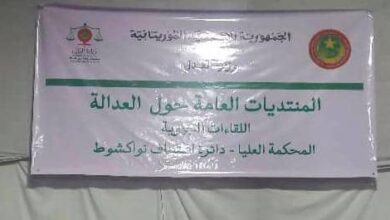 الجمهورية الإسلامية الموريتانية
وزارة العدل
المنتديات العامة حول العدالة
اللقاءات الجهوية
المحكمة العليا - دائرة استئناف نواكشوط